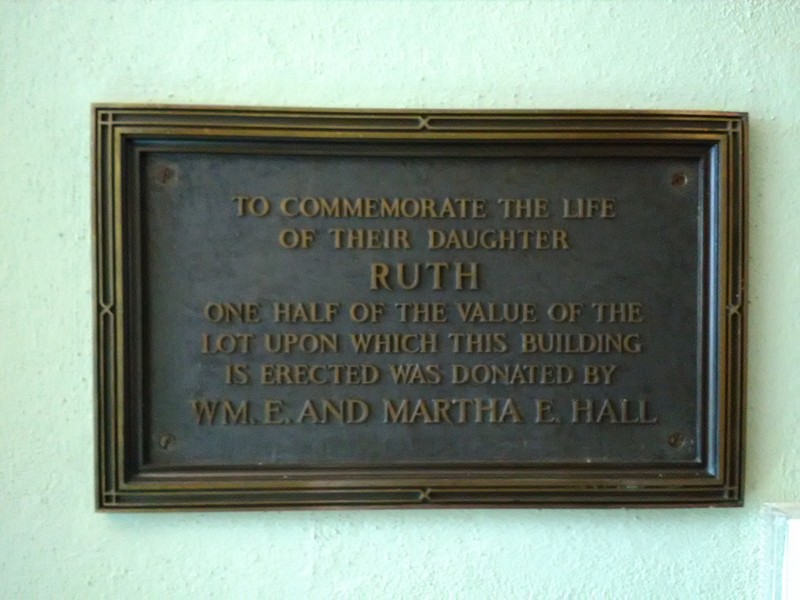 TO COMMEMORATE THE LIFE
OF THEIR DAUGHTER
RUTH
ONE HALF OF THE VALUE OF THE
LOT UPON WHICH THIS BUILDING
IS ERECTED WAS DONATED BY
WM. E. AND MARTHA E. HALL